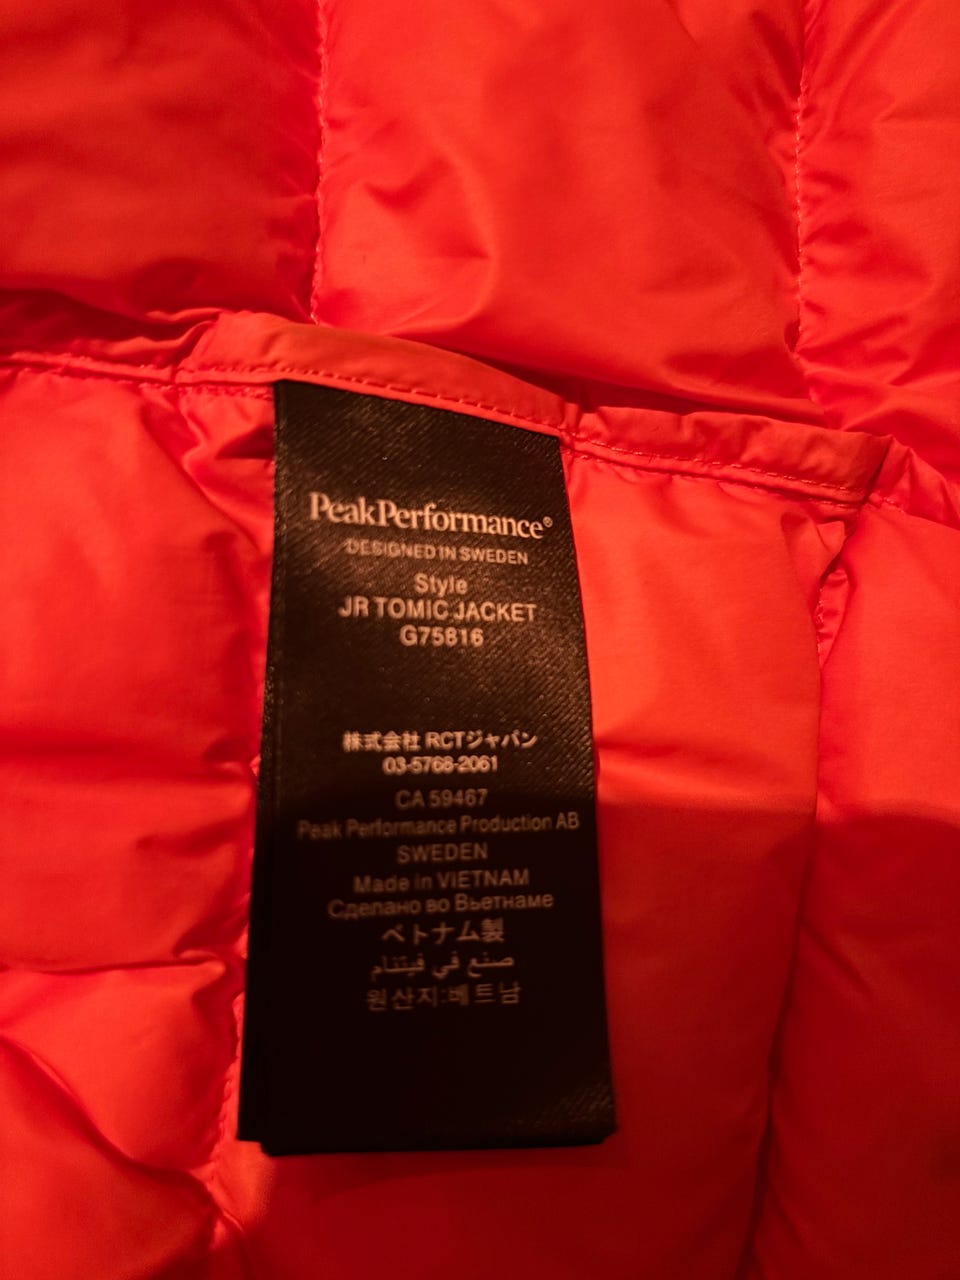 PeakPerformance®
DESIGNED IN SWEDEN
Style
JR TOMIC JACKET
G75816
株式会社 RCTジャパン
03-5766-2061
CA 59467
Peak Performance Production AB
SWEDEN
Made in VIETNAM
Сделано во Вьетнаме
ベトナム製
صنع في فيتنام
원산지:베트남